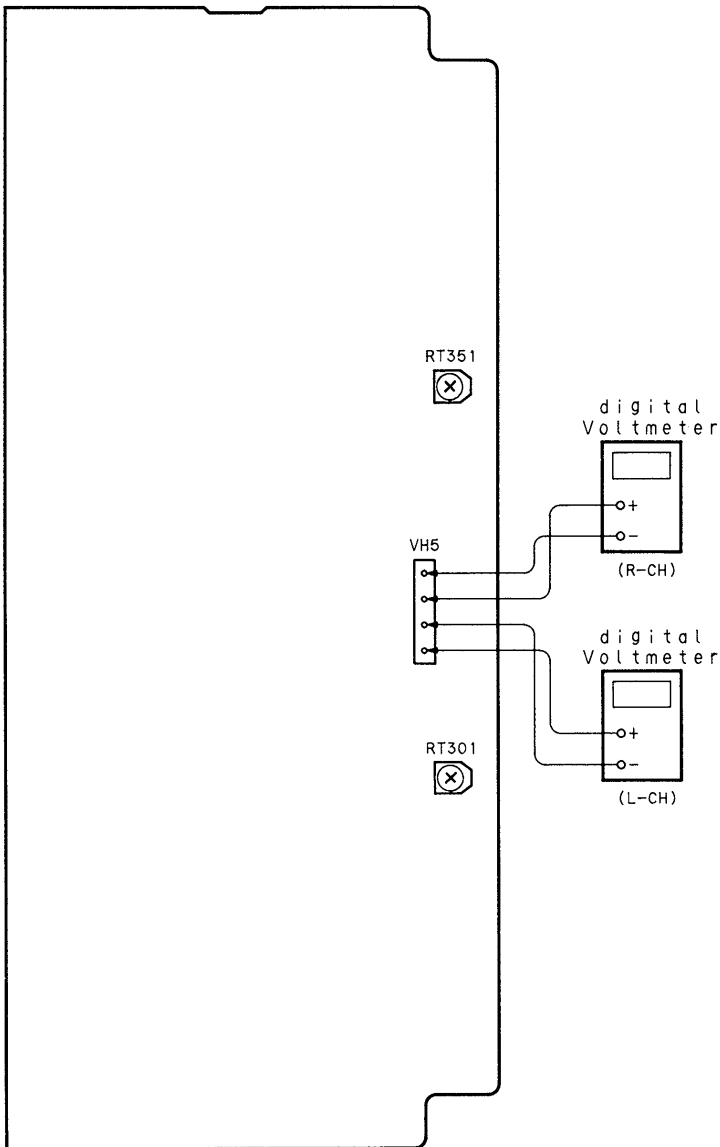 RT351
digital
Voltmeter
+
-
(R-CH)
VH5
digital
Voltmeter
+
-
(L-CH)
RT301